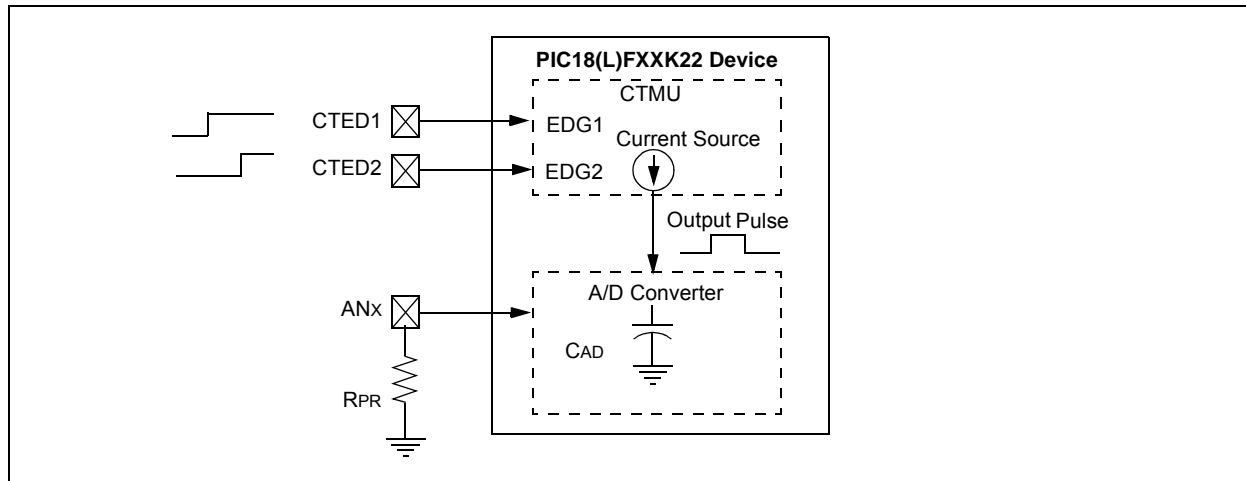 PIC18(L)FXXK22 Device
CTMU
CTED1
EDG1
Current Source
CTED2
EDG2
Output Pulse
A/D Converter
ANX
CAD
RPR